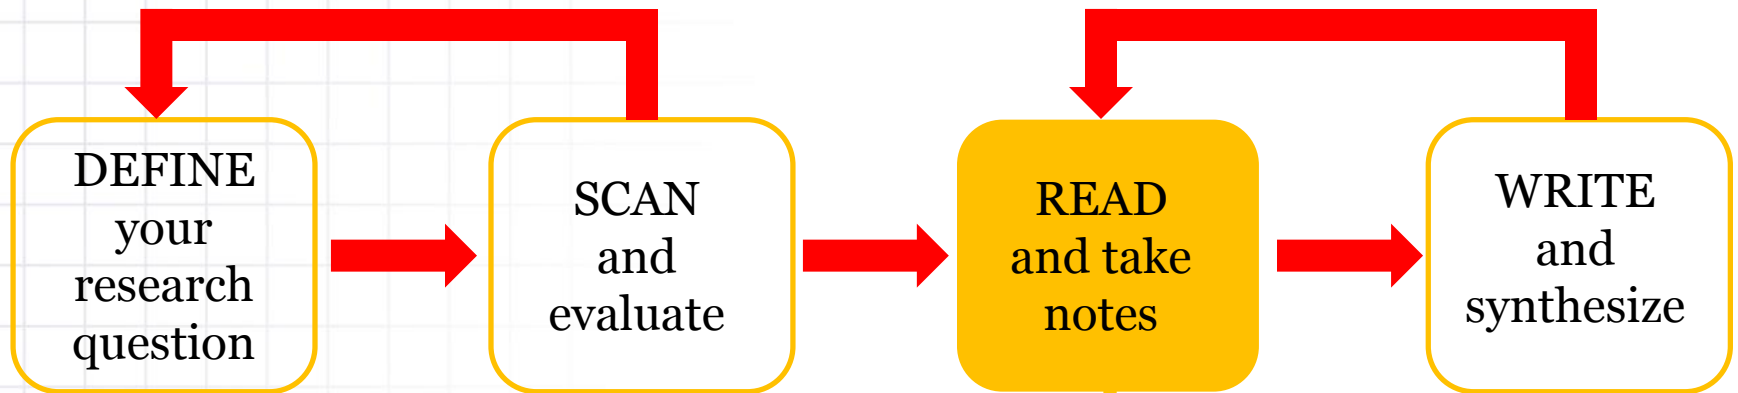 DEFINE
your
research
question
SCAN
and
evaluate
READ
and take
notes
WRITE
and
synthesize